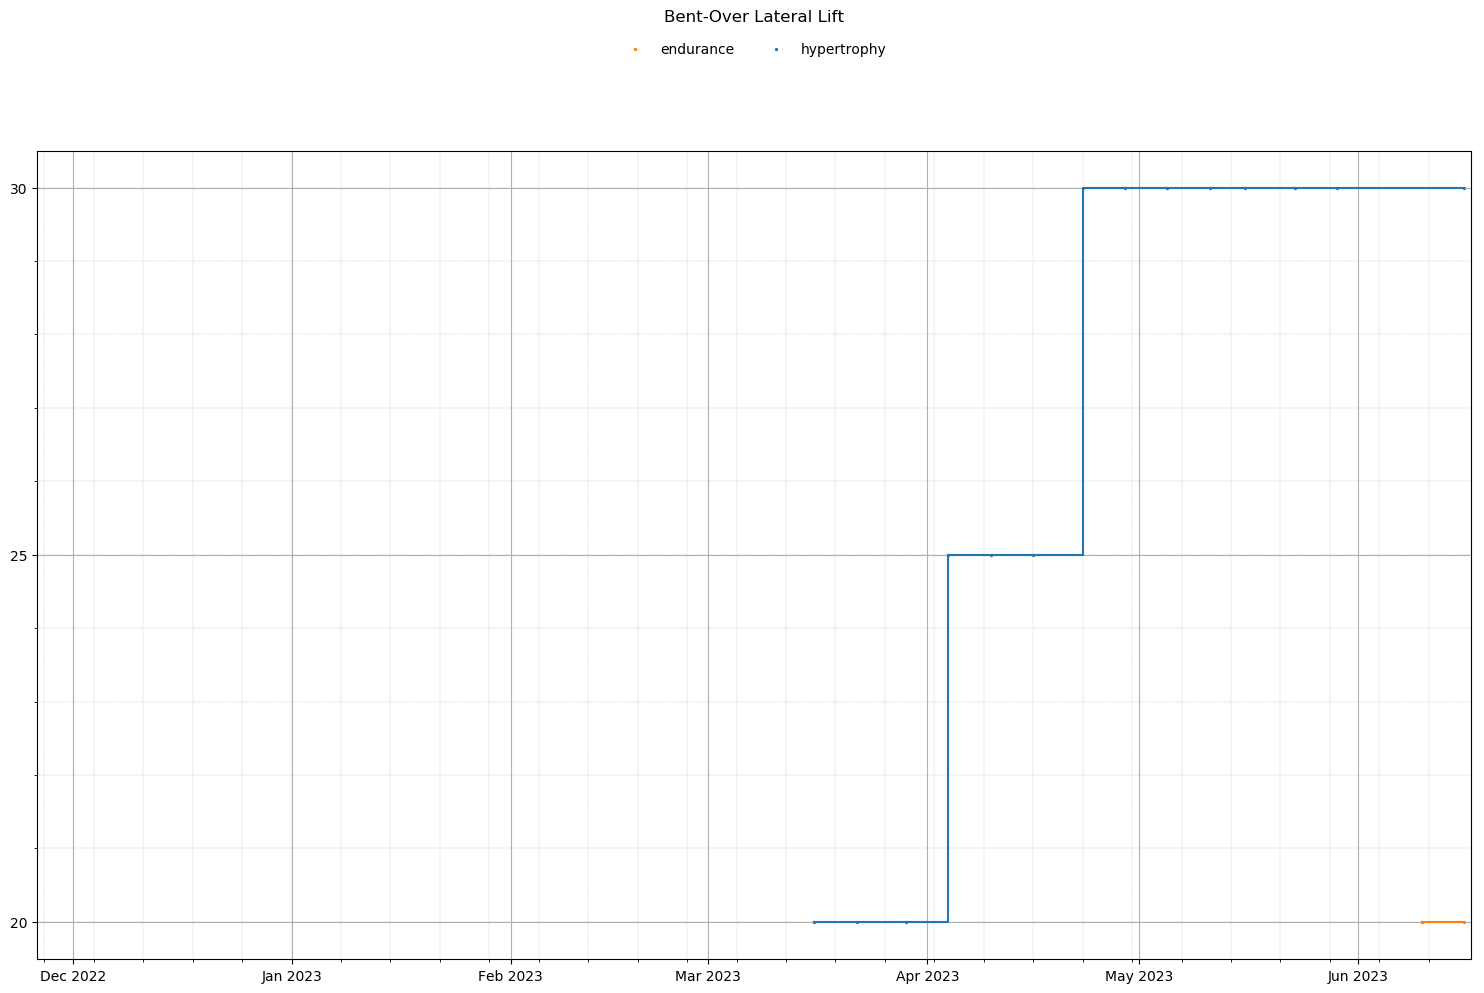 Bent-Over Lateral Lift
endurance hypertrophy
30
25
20
Dec 2022 Jan 2023 Feb 2023 Mar 2023 Apr 2023 May 2023 Jun 2023